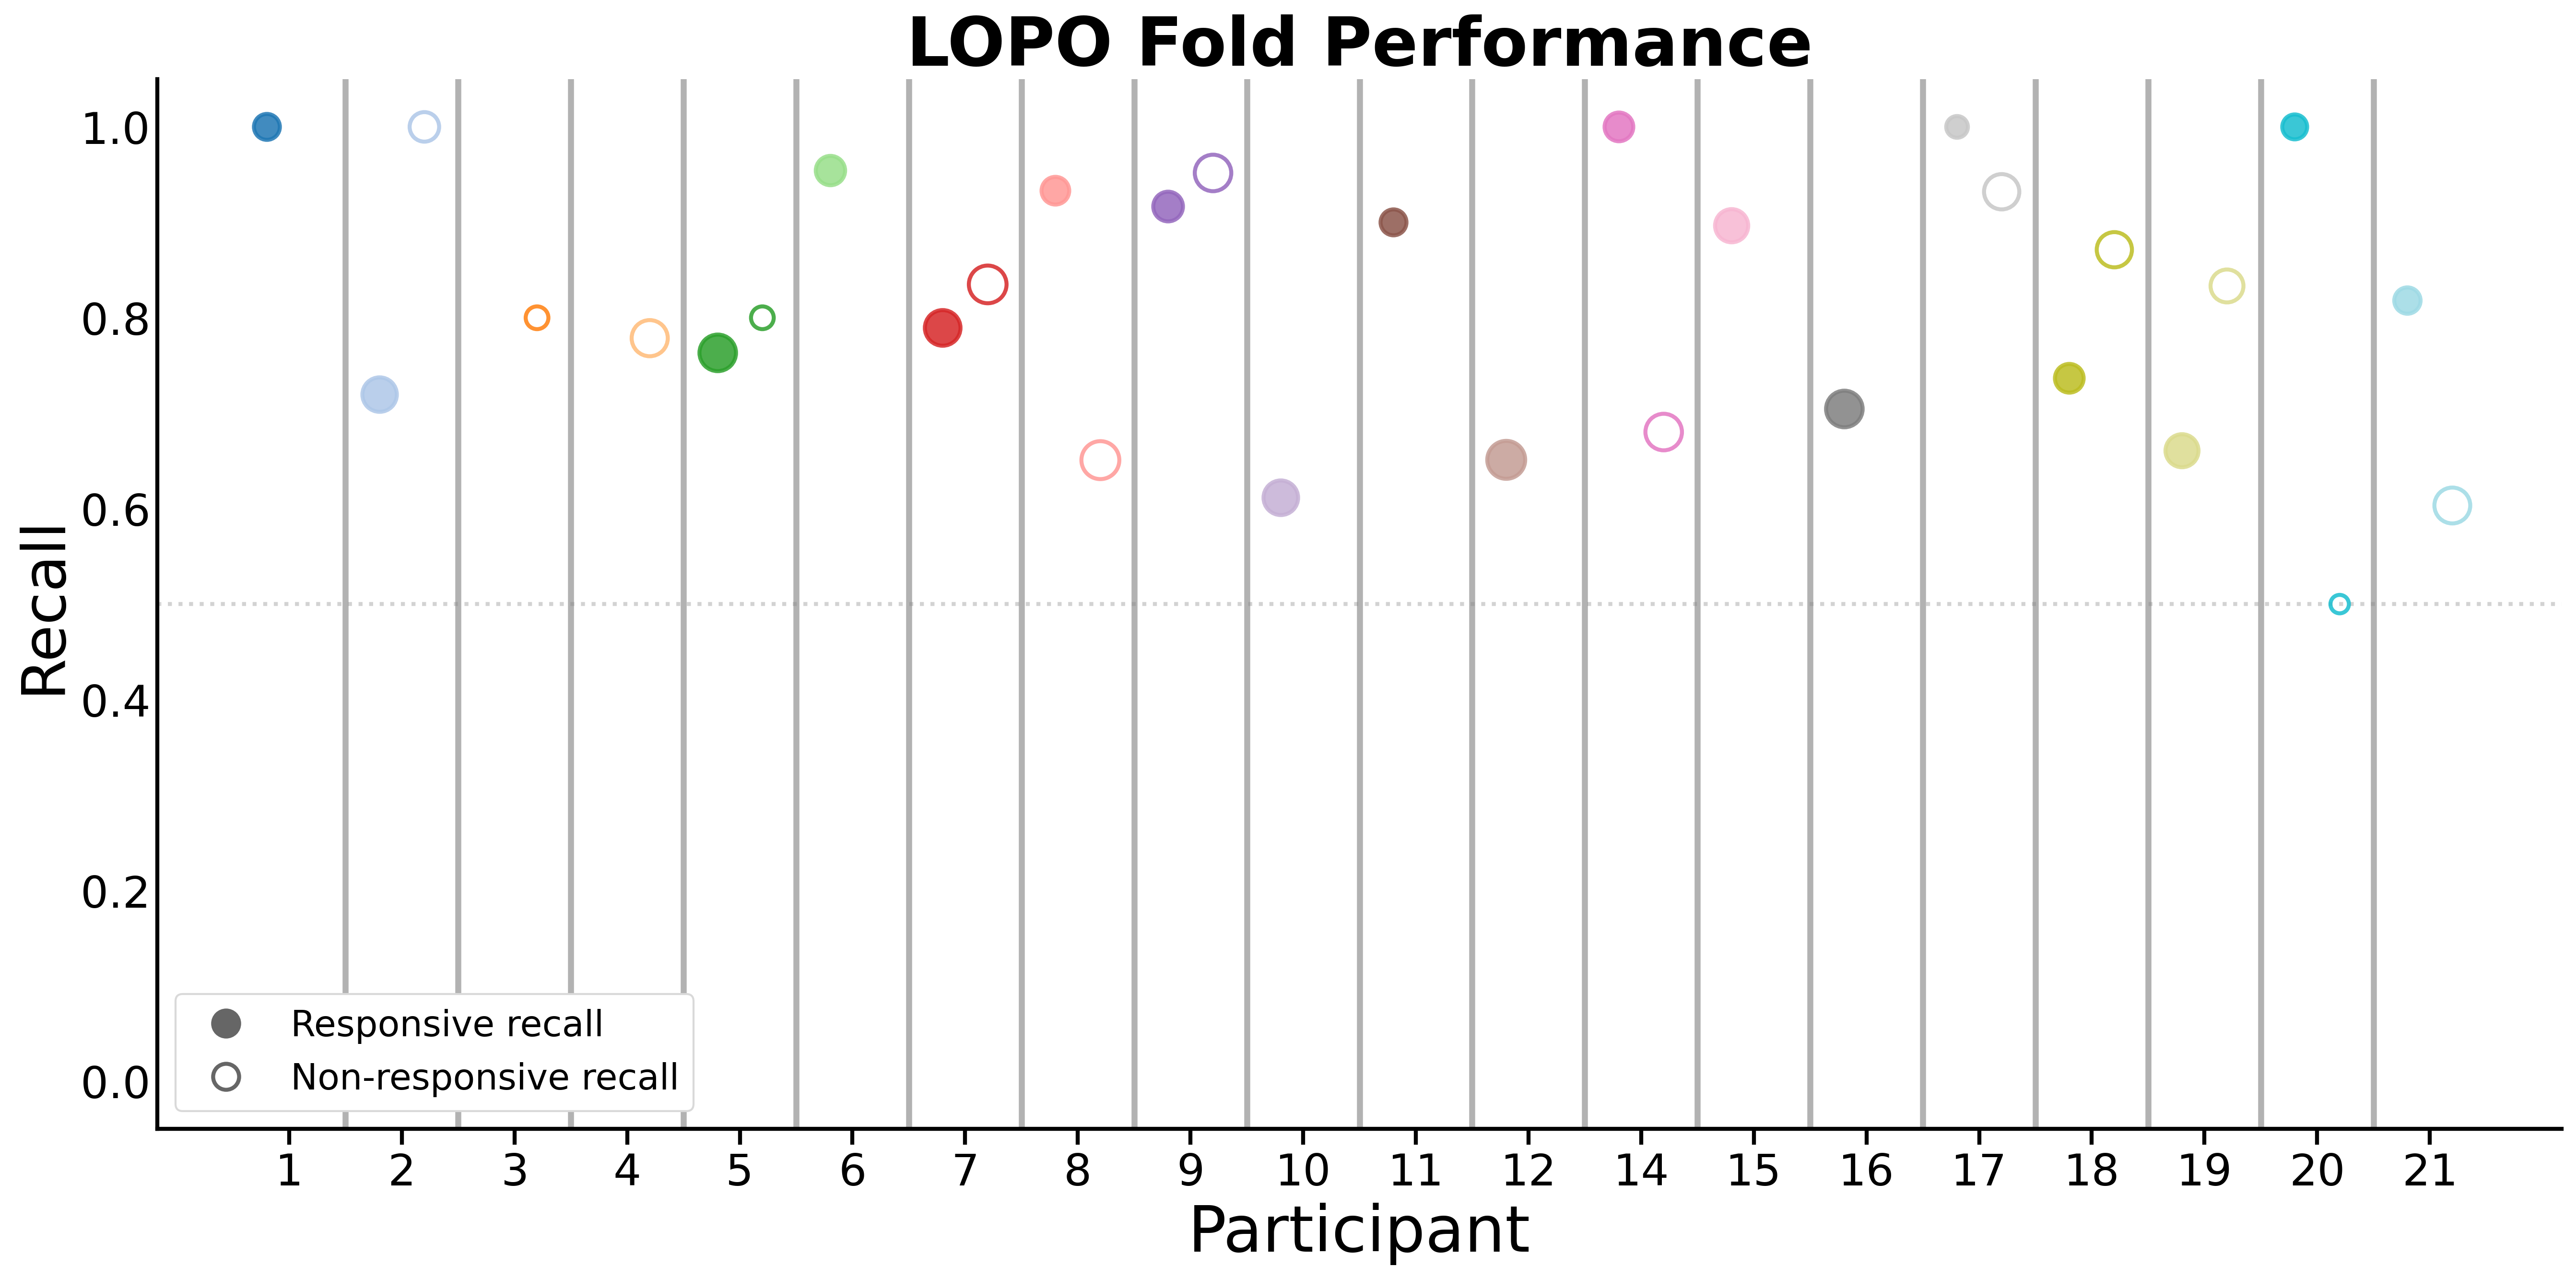 LOPO Fold Performance
Recall
1.0
0.8
0.6
0.4
0.2
0.0
Responsive recall
Non-responsive recall
1 2 3 4 5 6 7 8 9 10 11 12 14 15 16 17 18 19 20 21
Participant